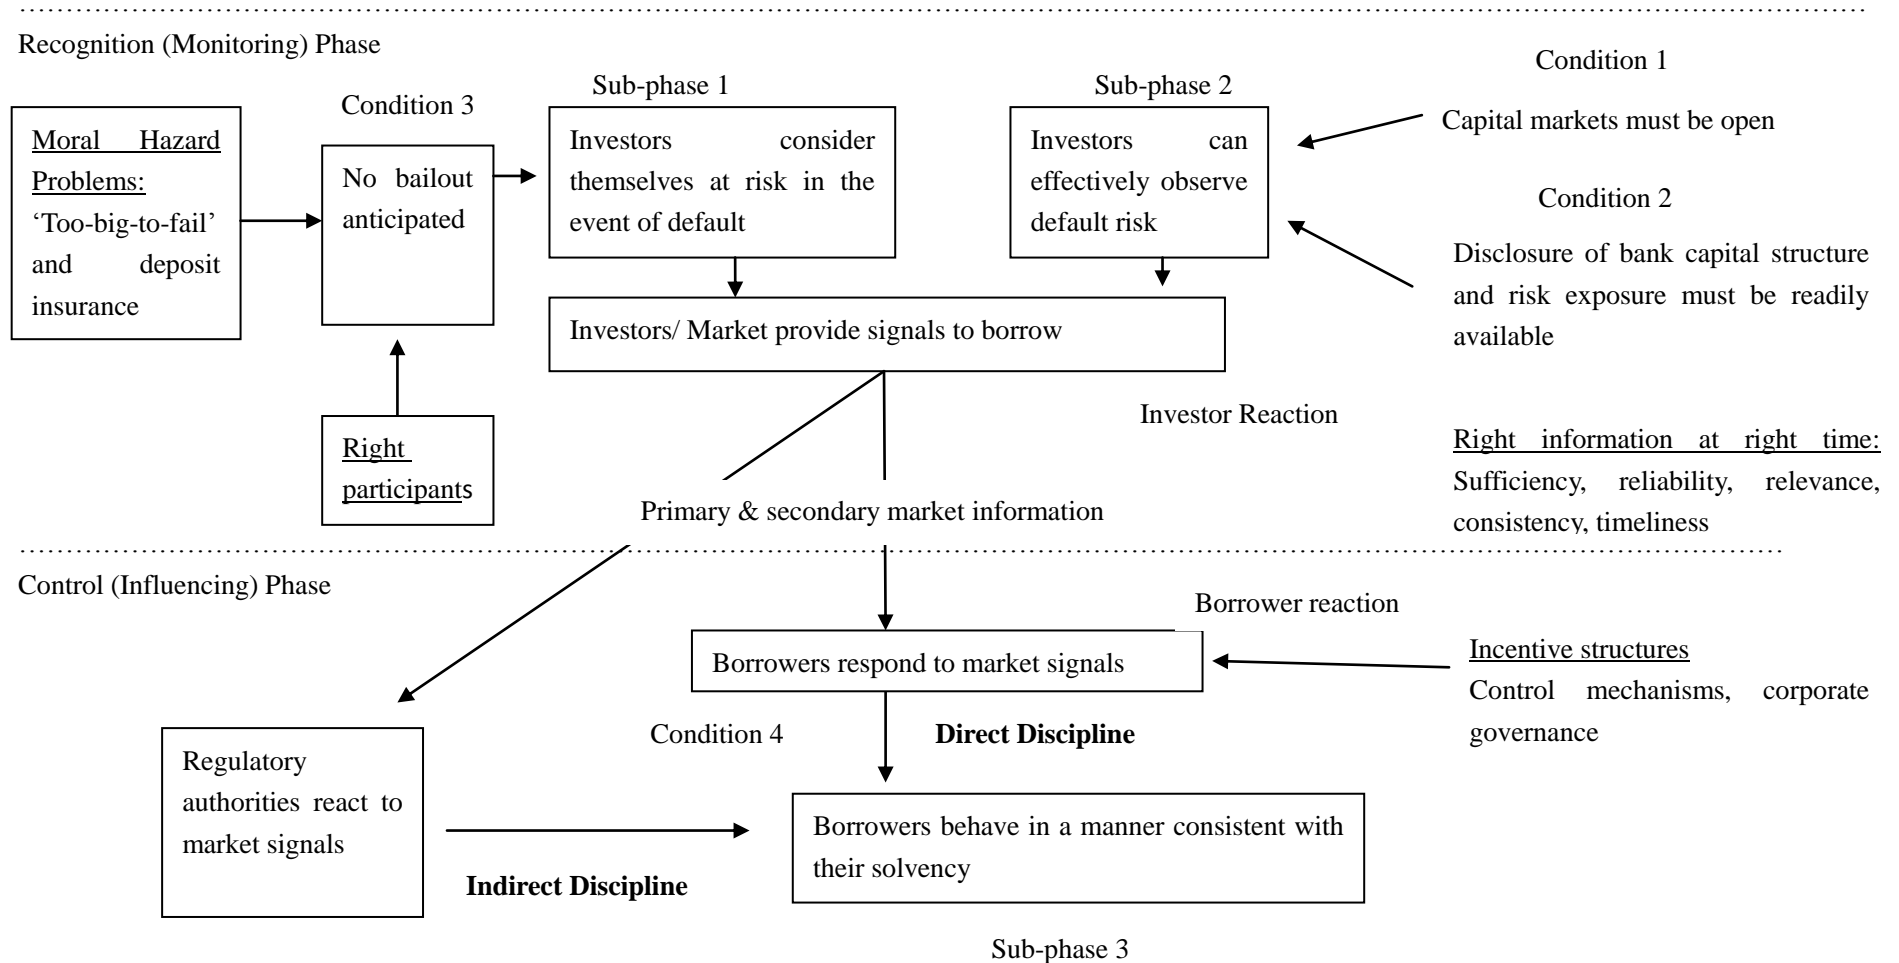 Recognition (Monitoring) Phase
Condition 1
Sub-phase 1
Sub-phase 2
Condition 3
Capital markets must be open
Moral Hazard
Problems:
‘Too-big-to-fail’
and deposit
insurance
No bailout
anticipated
Investors consider
themselves at risk in the
event of default
Investors can
effectively observe
default risk
Condition 2
Disclosure of bank capital structure
and risk exposure must be readily
available
Investors/ Market provide signals to borrow
Investor Reaction
Right
participants
Right information at right time:
Sufficiency, reliability, relevance,
consistency, timeliness
Primary & secondary market information
Control (Influencing) Phase
Borrower reaction
Borrowers respond to market signals
Incentive structures
Control mechanisms, corporate
governance
Condition 4
Direct Discipline
Regulatory
authorities react to
market signals
Borrowers behave in a manner consistent with
their solvency
Indirect Discipline
Sub-phase 3